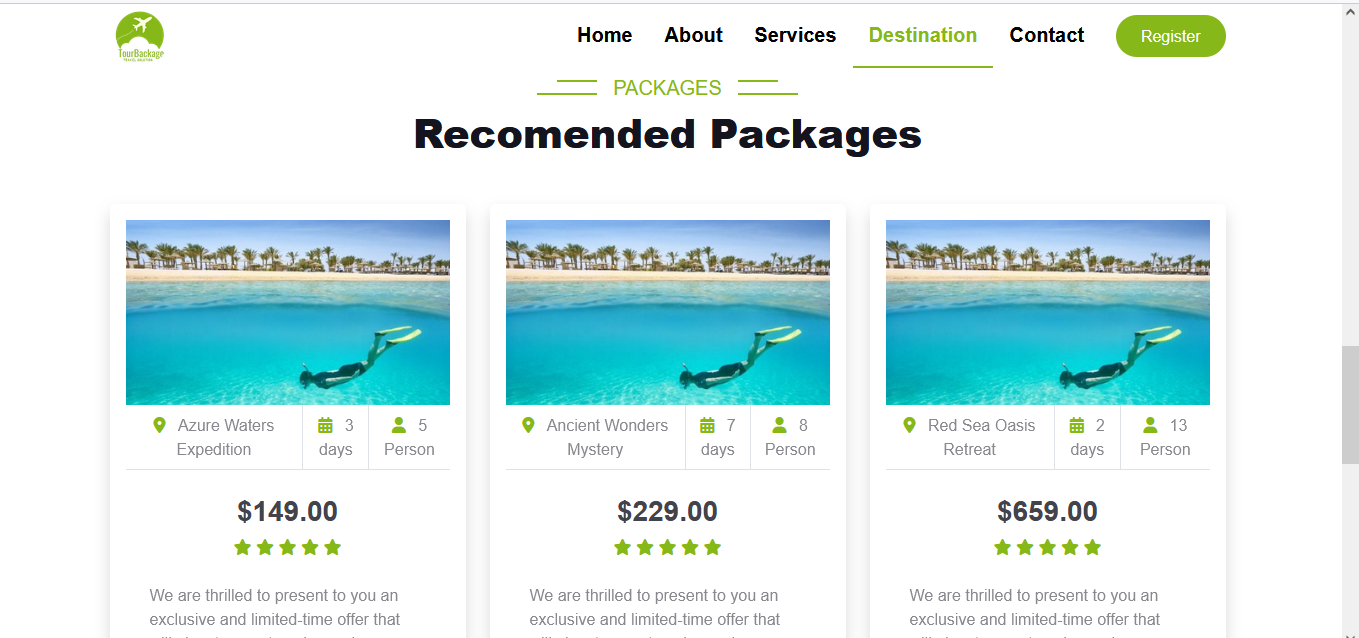 Home About Services Destination Contact Register
TourBackage
PACKAGES
Recomended Packages
Azure Waters Expedition
3 days
5 Person
Ancient Wonders Mystery
7 days
8 Person
Red Sea Oasis Retreat
2 days
13 Person
$149.00
$229.00
$659.00
We are thrilled to present to you an
exclusive and limited-time offer that
We are thrilled to present to you an
exclusive and limited-time offer that
We are thrilled to present to you an
exclusive and limited-time offer that